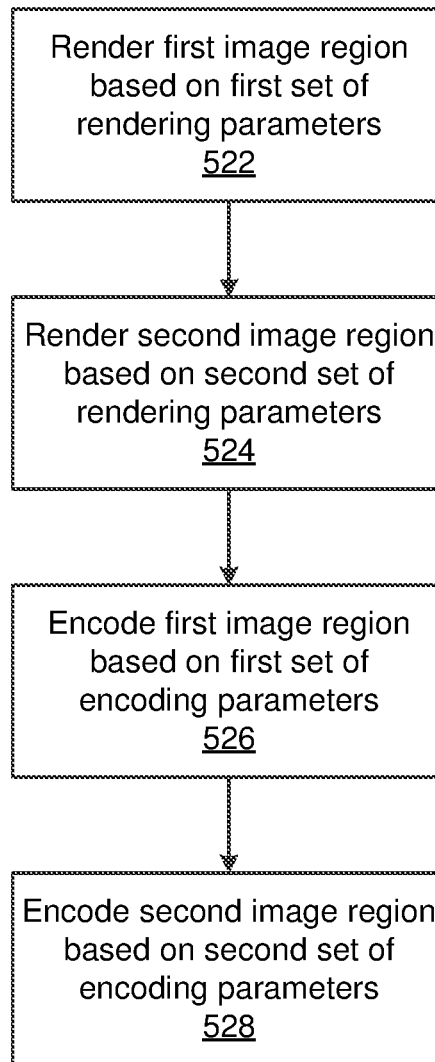 Render first image region
based on first set of
rendering parameters
522
Render second image region
based on second set of
rendering parameters
524
Encode first image region
based on first set of
encoding parameters
526
Encode second image region
based on second set of
encoding parameters
528